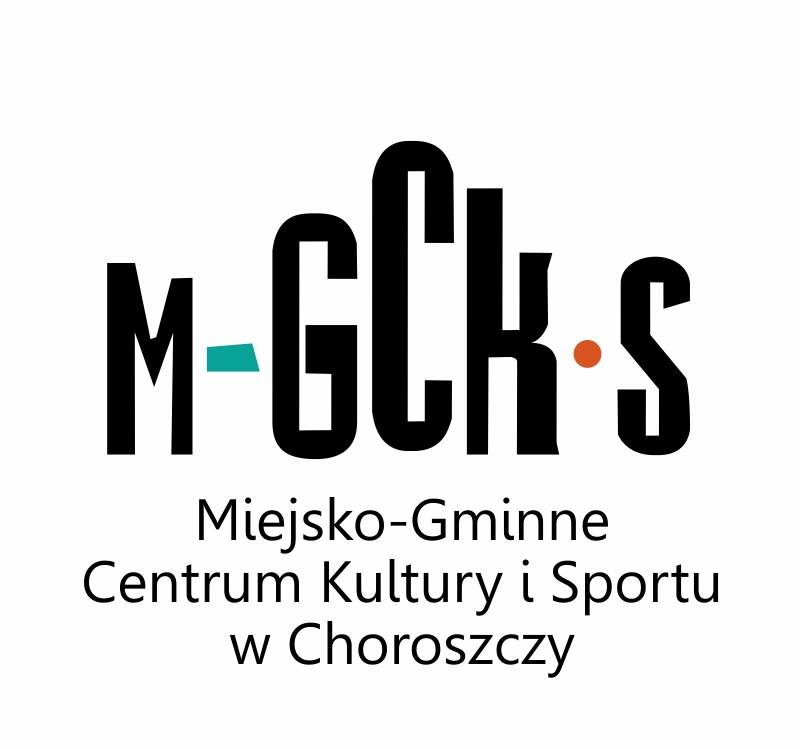 M-GCK•S
Miejsko-Gminne
Centrum Kultury i Sportu
w Choroszczy